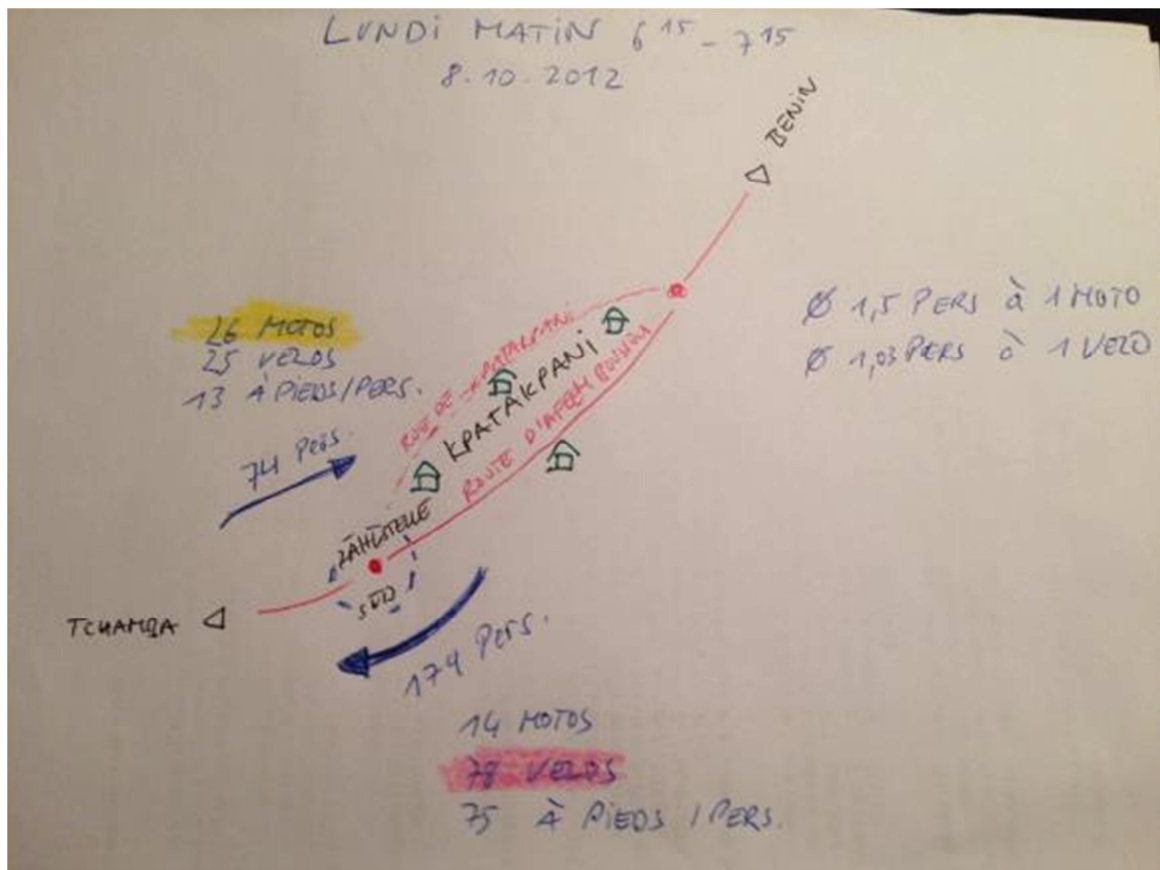 LUNDI MATIN 6 15 - 7 15
8.10.2012
BENIN
Ø 1,5 PERS à 1 MOTO
Ø 1,03 PERS à 1 VELO
26 MOTOS
25 VELOS
13 À PIEDS/PERS.
74 PERS.
KPATAKPANI
ROUTE D'AFEM
ZÄHLSTELLE
SÜD
TCHAMBA
174 PERS.
14 MOTOS
78 VELOS
75 À PIEDS / PERS.